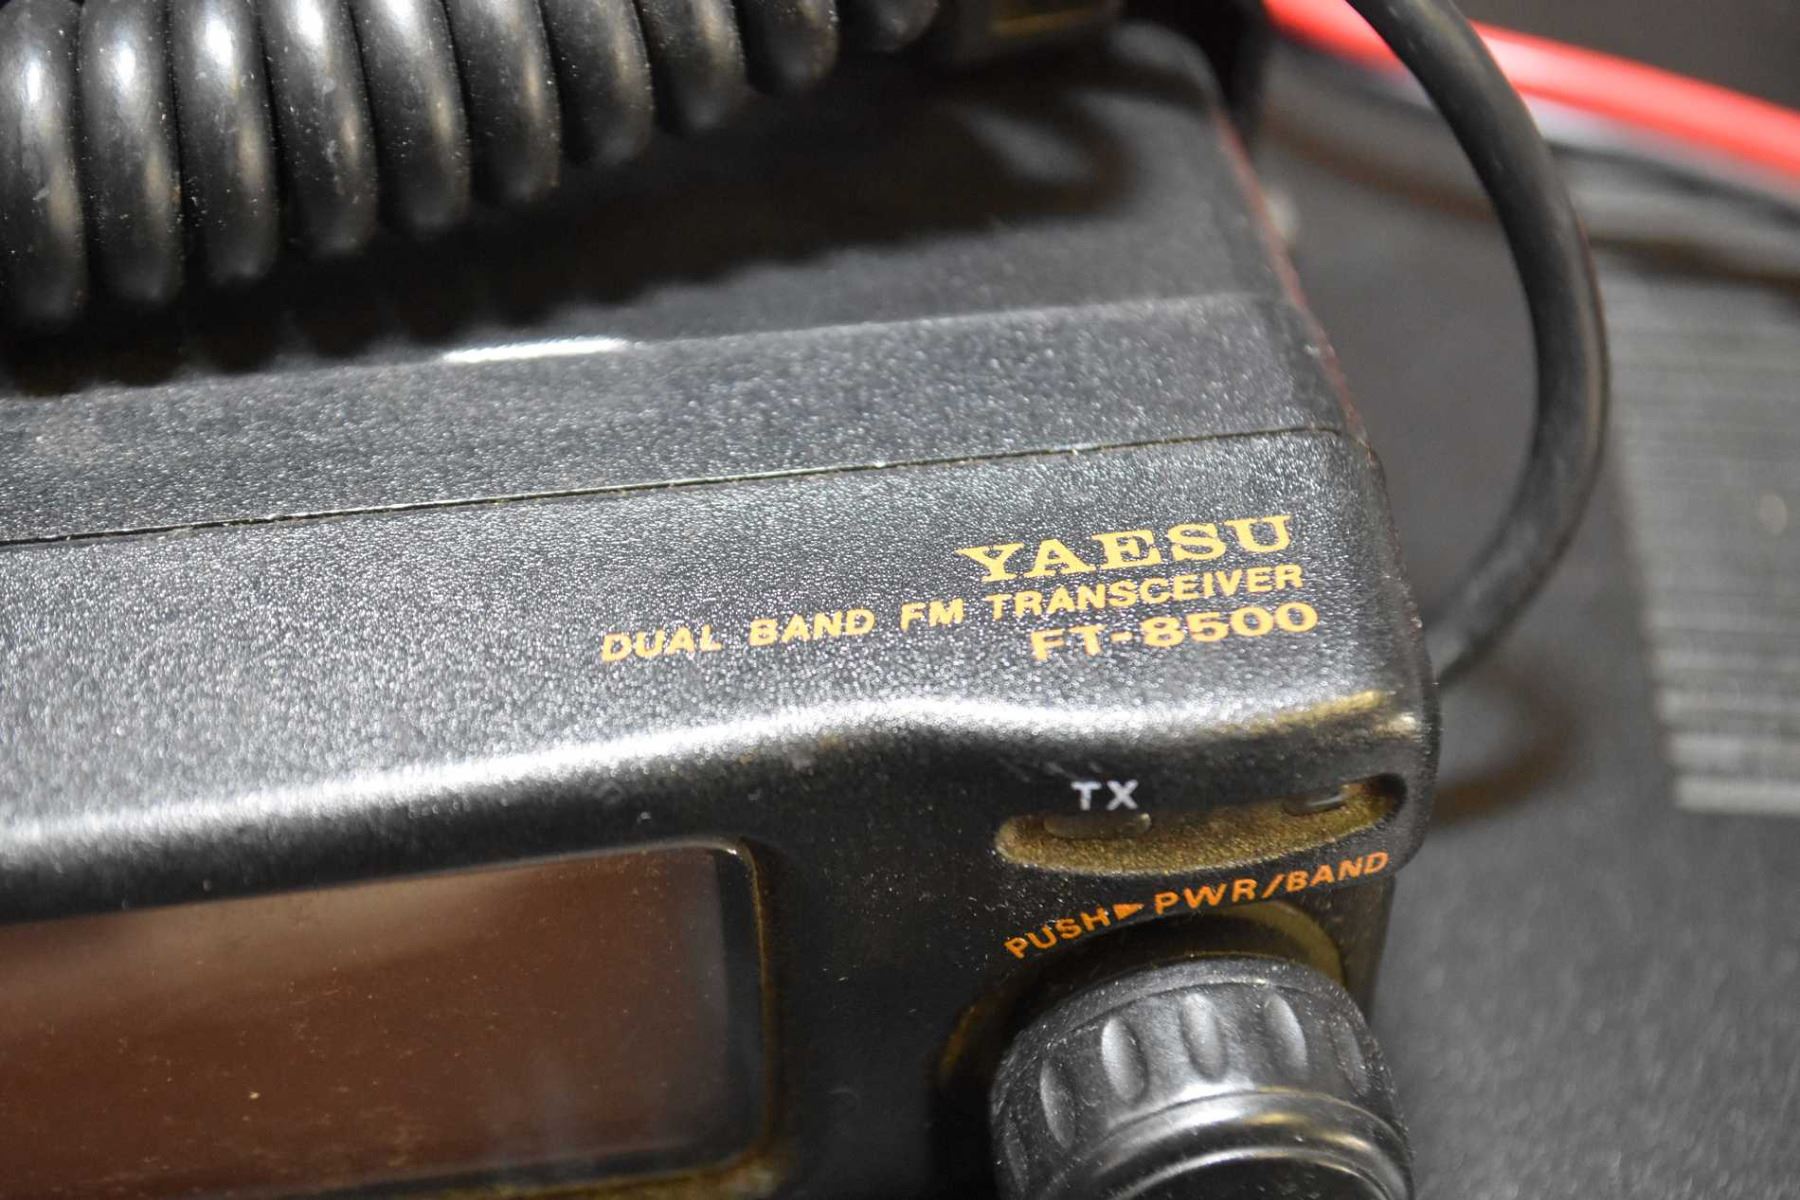 YAESU
DUAL BAND FM TRANSCEIVER
FT-8500
TX
PUSH▶PWR/BAND